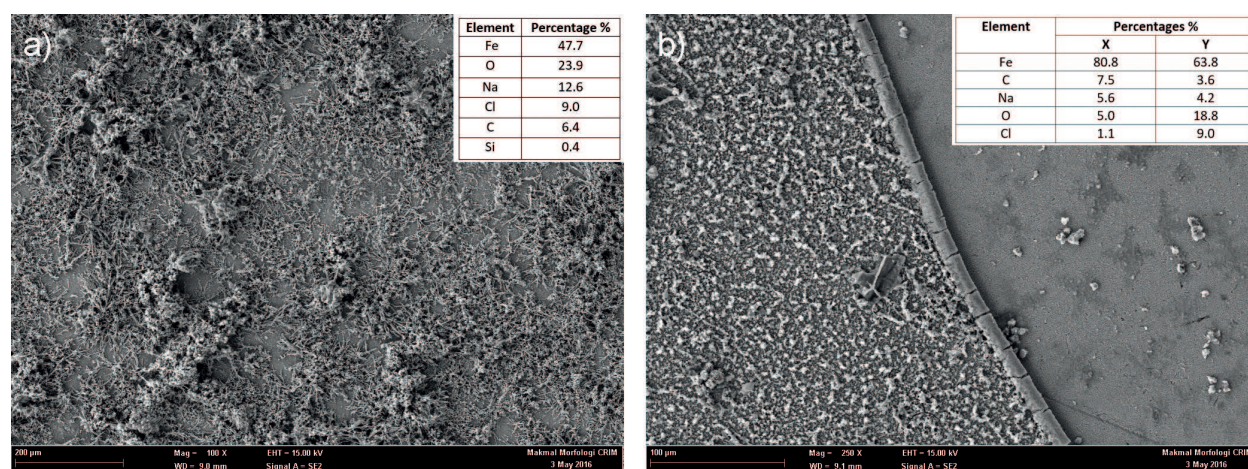 a)
Element Percentage %
Fe 47.7
O 23.9
Na 12.6
Cl 9.0
C 6.4
Si 0.4
200 µm Mag = 100 X EHT = 15.00 kV Makmal Morfologi CRIM
WD = 9.0 mm Signal A = SE2 3 May 2016
b)
Element Percentages %
X Y
Fe 80.8 63.8
C 7.5 3.6
Na 5.6 4.2
O 5.0 18.8
Cl 1.1 9.0
100 µm Mag = 250 X EHT = 15.00 kV Makmal Morfologi CRIM
WD = 9.1 mm Signal A = SE2 3 May 2016